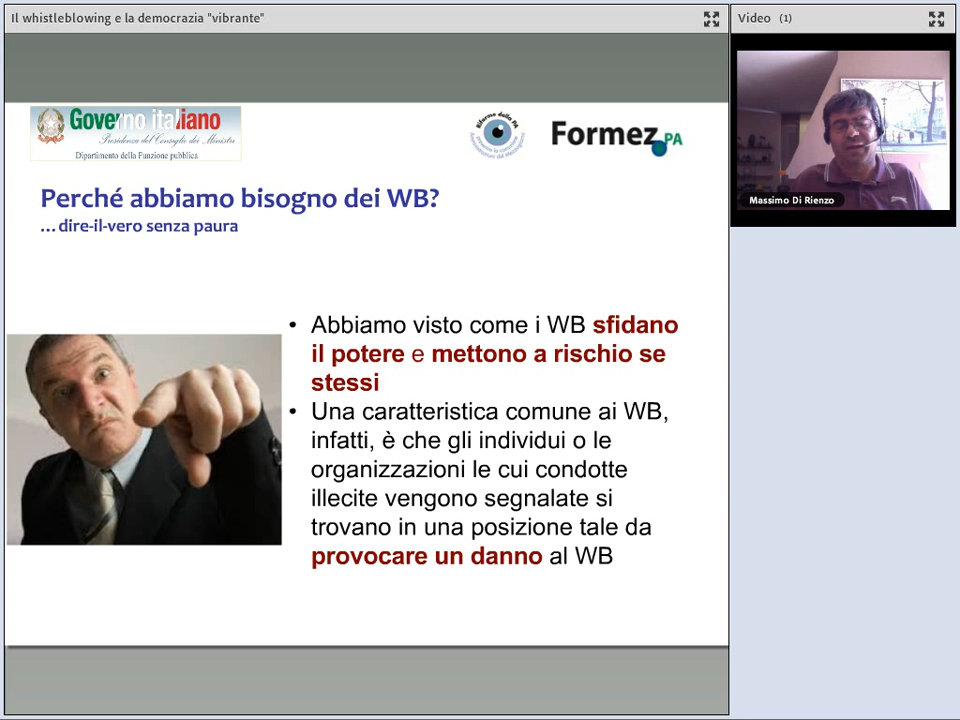 Il whistleblowing e la democrazia "vibrante"
Video (1)
Governo italiano
Presidenza del Consiglio dei Ministri
Dipartimento della Funzione pubblica
Riforma della PA
Formez PA
Massimo Di Rienzo
Perché abbiamo bisogno dei WB?
...dire-il-vero senza paura
• Abbiamo visto come i WB sfidano
il potere e mettono a rischio se
stessi
• Una caratteristica comune ai WB,
infatti, è che gli individui o le
organizzazioni le cui condotte
illecite vengono segnalate si
trovano in una posizione tale da
provocare un danno al WB